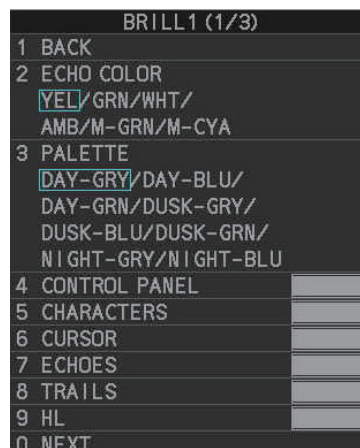 BRILL1 (1/3)
1 BACK
2 ECHO COLOR
YEL/GRN/WHT/
AMB/M-GRN/M-CYA
3 PALETTE
DAY-GRY/DAY-BLU/
DAY-GRN/DUSK-GRY/
DUSK-BLU/DUSK-GRN/
NIGHT-GRY/NIGHT-BLU
4 CONTROL PANEL
5 CHARACTERS
6 CURSOR
7 ECHOES
8 TRAILS
9 HL
0 NEXT